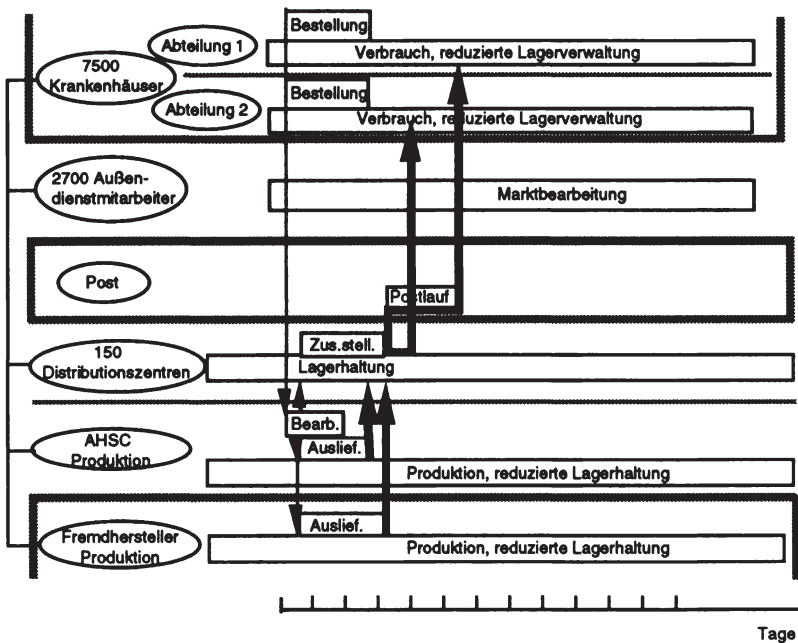 Bestellung
Abteilung 1
Verbrauch, reduzierte Lagerverwaltung
7500
Krankenhäuser
Bestellung
Abteilung 2
Verbrauch, reduzierte Lagerverwaltung
2700 Außen-
dienstmitarbeiter
Marktbearbeitung
Post
Postlauf
Zus.stell.
150
Distributionszentren
Lagerhaltung
Bearb.
AHSC
Produktion
Auslief.
Produktion, reduzierte Lagerhaltung
Auslief.
Fremdhersteller
Produktion
Produktion, reduzierte Lagerhaltung
Tage